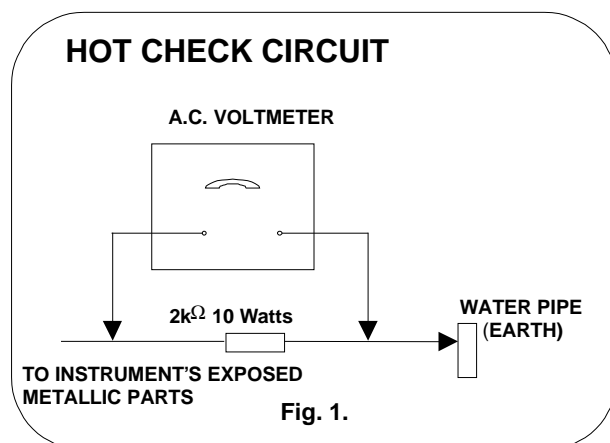 HOT CHECK CIRCUIT
A.C. VOLTMETER
2kΩ 10 Watts
WATER PIPE
(EARTH)
TO INSTRUMENT'S EXPOSED
METALLIC PARTS
Fig. 1.